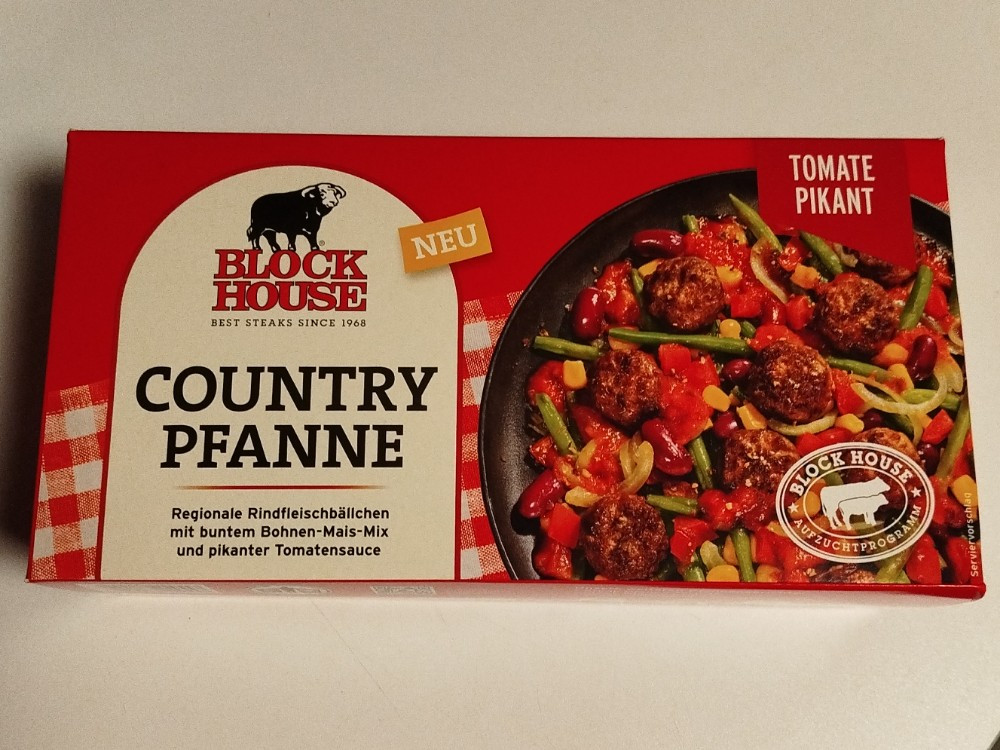 BLOCK
HOUSE
®
BEST STEAKS SINCE 1968
NEU
COUNTRY
PFANNE
Regionale Rindfleischbällchen
mit buntem Bohnen-Mais-Mix
und pikanter Tomatensauce
TOMATE
PIKANT
BLOCK HOUSE
AUFZUCHTPROGRAMM
Serviervorschlag